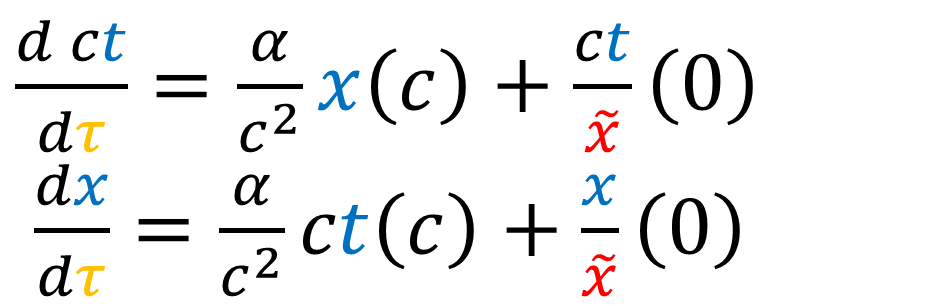 d ct/dτ = α/c² x(c) + ct/x̃ (0)
dx/dτ = α/c² ct(c) + x/x̃ (0)